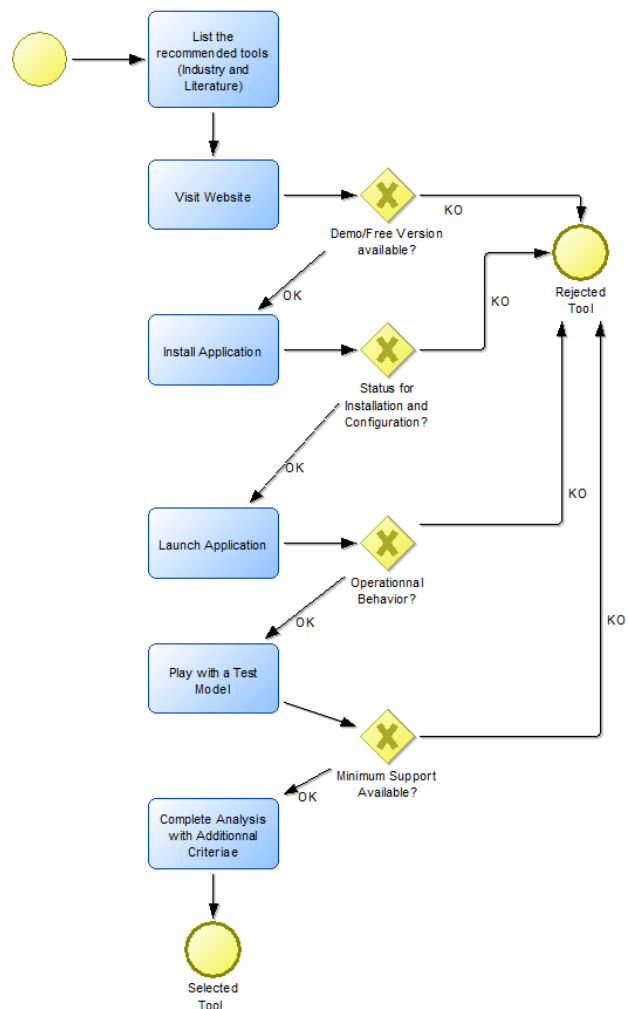 List the
recommended tools
(Industry and
Literature)
Visit Website
KO
Demo/Free Version
available?
Rejected
Tool
OK
KO
Install Application
Status for
Installation and
Configuration?
OK
KO
Launch Application
Operationnal
Behavior?
OK
KO
Play with a Test
Model
Minimum Support
Available?
OK
Complete Analysis
with Additionnal
Criteriae
Selected
Tool